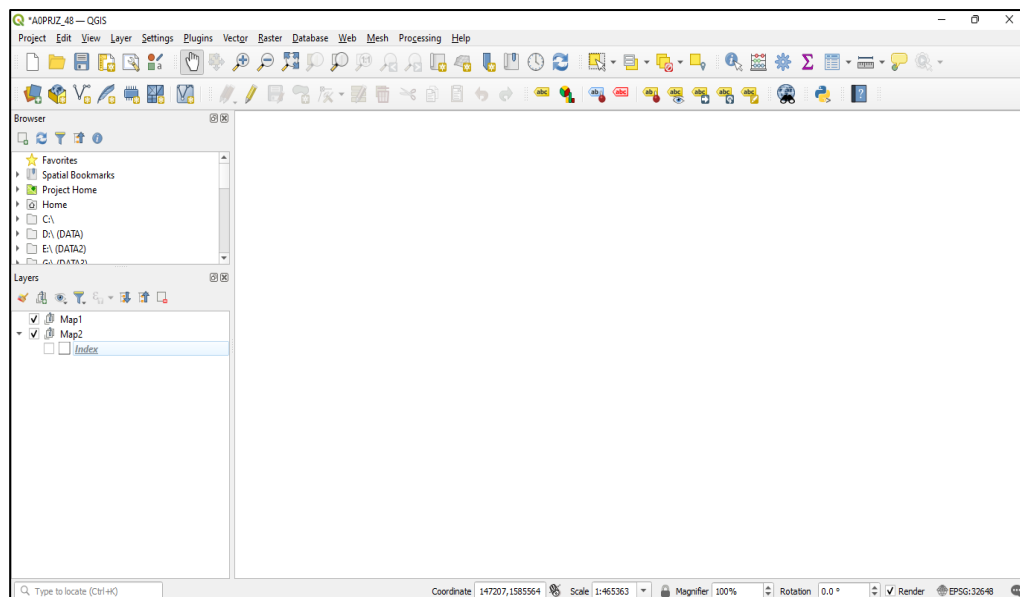 *A0PRJZ_48 — QGIS
Project Edit View Layer Settings Plugins Vector Raster Database Web Mesh Processing Help
Browser
Favorites
Spatial Bookmarks
Project Home
Home
C:\
D:\ (DATA)
E:\ (DATA2)
G:\ (DATA3)
Layers
Map1
Map2
Index
Type to locate (Ctrl+K) Coordinate 147207,1585564 Scale 1:465363 Magnifier 100% Rotation 0.0 ° Render EPSG:32648